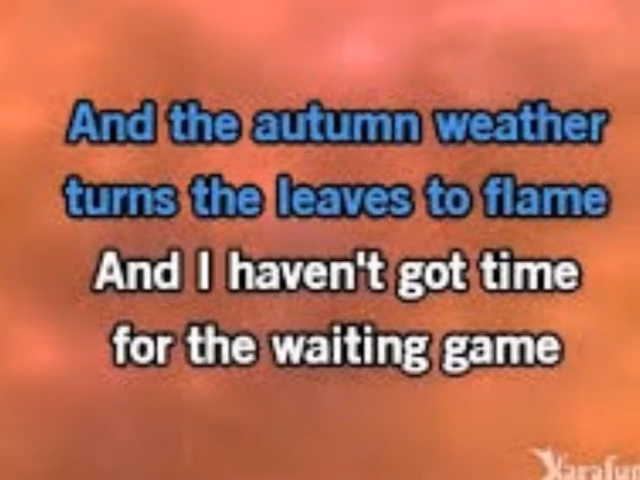 And the autumn weather
turns the leaves to flame
And I haven't got time
for the waiting game
Karafun